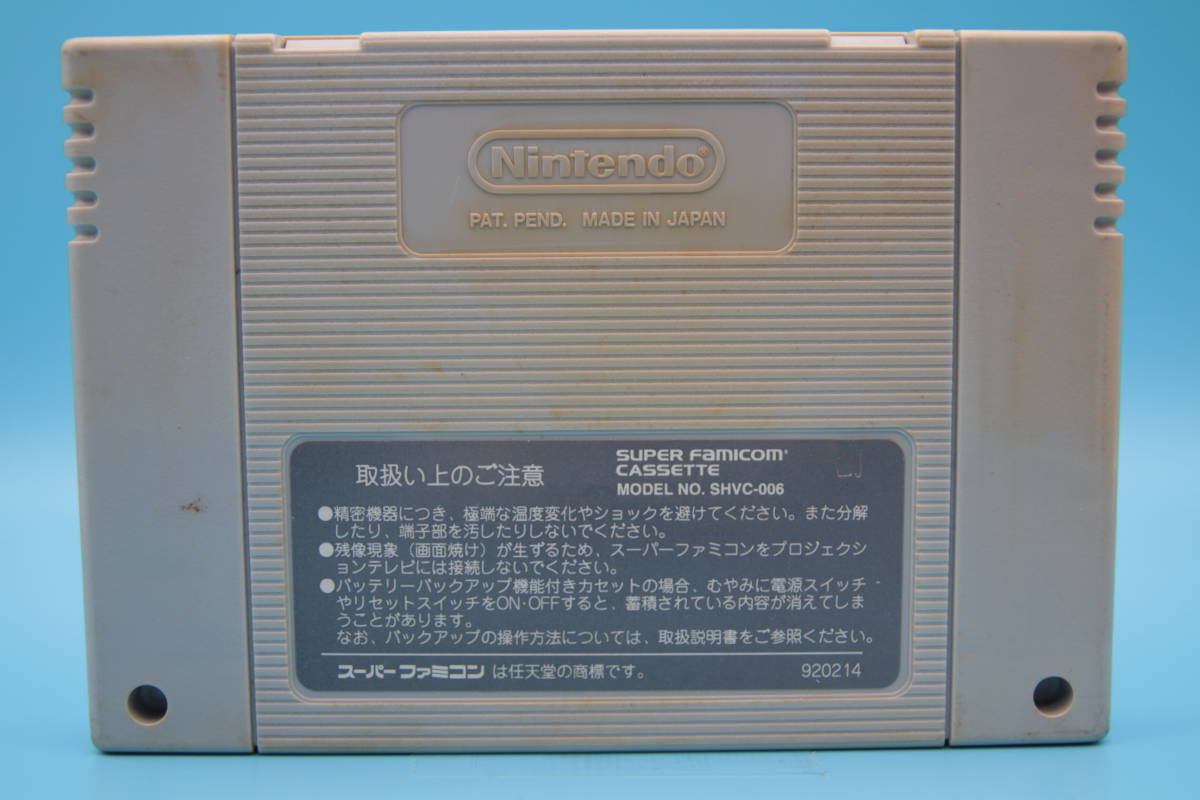 Nintendo®
PAT. PEND. MADE IN JAPAN
取扱い上のご注意
SUPER FAMICOM
CASSETTE
MODEL NO. SHVC-006
●精密機器につき、極端な温度変化やショックを避けてください。また分解
したり、端子部を汚したりしないでください。
●残像現象（画面焼け）が生ずるため、スーパーファミコンをプロジェクシ
ョンテレビには接続しないでください。
●バッテリーバックアップ機能付きカセットの場合、むやみに電源スイッチ
やリセットスイッチをON・OFFすると、蓄積されている内容が消えてしま
うことがあります。
なお、バックアップの操作方法については、取扱説明書をご参照ください。
スーパーファミコン は任天堂の商標です。
920214